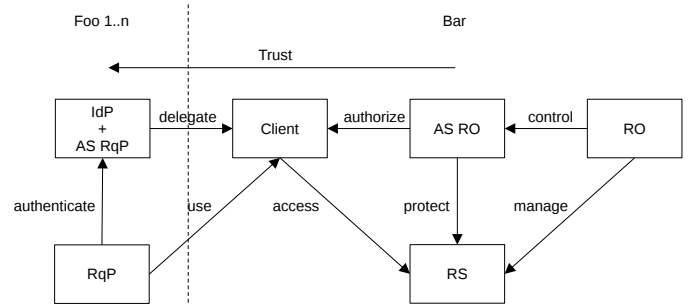 Foo 1..n
Bar
Trust
IdP
+
AS RqP
delegate
Client
authorize
AS RO
control
RO
authenticate
use
access
protect
manage
RqP
RS